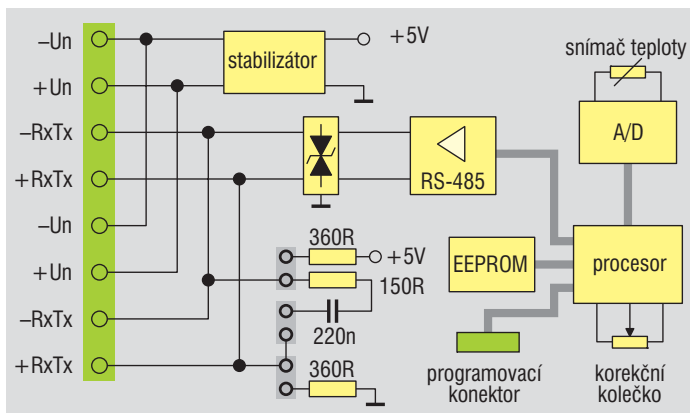 –Un
+Un
–RxTx
+RxTx
–Un
+Un
–RxTx
+RxTx
stabilizátor
+5V
snímač teploty
A/D
RS-485
360R
+5V
150R
220n
360R
EEPROM
procesor
programovací
konektor
korekční
kolečko